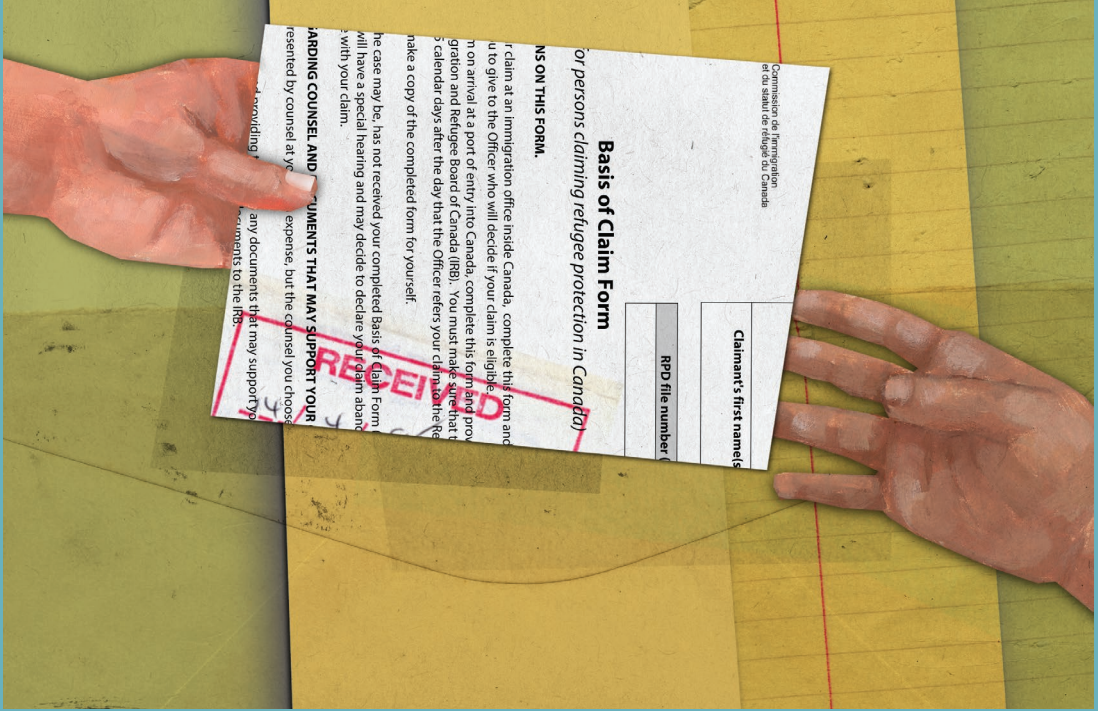 Commission de l'immigration
et du statut de réfugié du Canada
Claimant's first name(s
RPD file number (
Basis of Claim Form
or persons claiming refugee protection in Canada)
NS ON THIS FORM.
r claim at an immigration office inside Canada, complete this form and
u to give to the Officer who will decide if your claim is eligible.
m on arrival at a port of entry into Canada, complete this form and prov
gration and Refugee Board of Canada (IRB). You must make sure that t
5 calendar days after the day that the Officer refers your claim to the Re
nake a copy of the completed form for yourself.
he case may be, has not received your completed Basis of Claim Form
will have a special hearing and may decide to declare your claim aband
e with your claim.
GARDING COUNSEL AND CUMENTS THAT MAY SUPPORT YOUR
resented by counsel at yo expense, but the counsel you choose
d providing any documents that may support yo
ocuments to the IRB.
RECEIVED